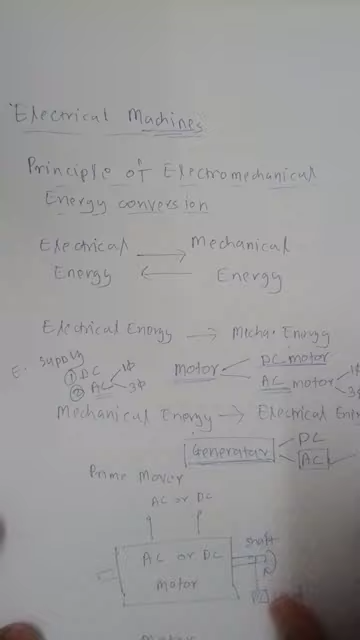 Electrical Machines
Principle of Electromechanical
Energy conversion
Electrical → Mechanical
Energy ← Energy
Electrical Energy → Mecha. Energy
E. Supply
① DC
② AC 1ϕ
3ϕ
Motor DC motor
AC motor 1ϕ
3ϕ
Mechanical Energy → Electrical
Generator DC
AC
Prime Mover
AC or DC
shaft
AC or DC
Motor